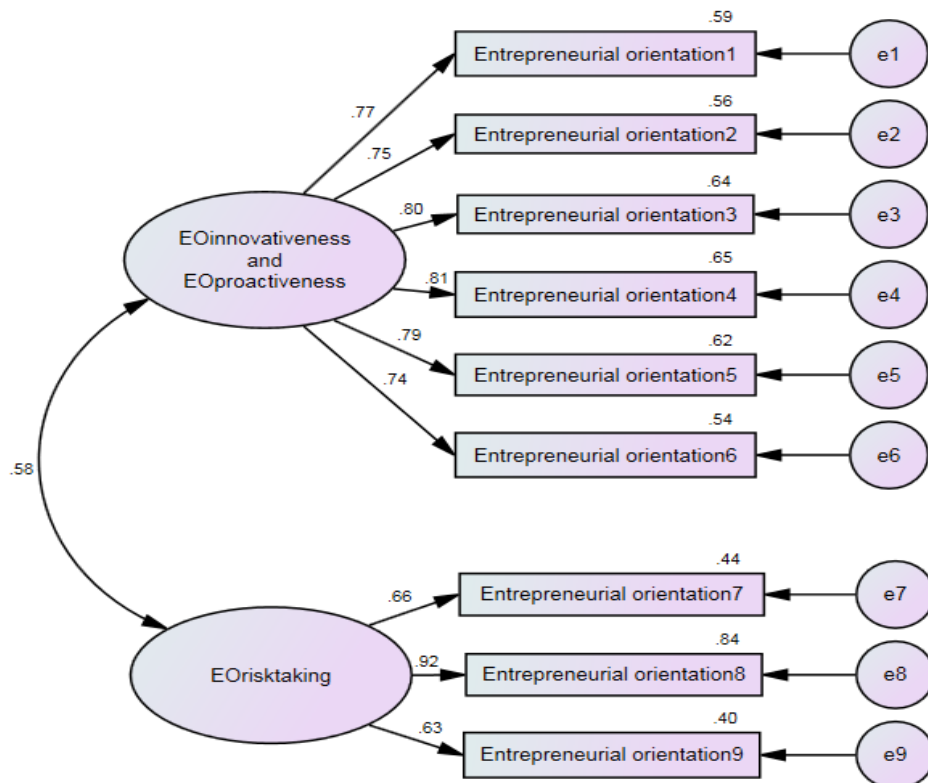 .59
Entrepreneurial orientation1
e1
.77
.56
Entrepreneurial orientation2
e2
.75
.64
Entrepreneurial orientation3
e3
.80
EOinnovativeness
and
EOproactiveness
.65
Entrepreneurial orientation4
e4
.81
.62
Entrepreneurial orientation5
e5
.79
.54
Entrepreneurial orientation6
e6
.74
.58
.44
Entrepreneurial orientation7
e7
.66
EOrisktaking
.84
Entrepreneurial orientation8
e8
.92
.40
Entrepreneurial orientation9
e9
.63